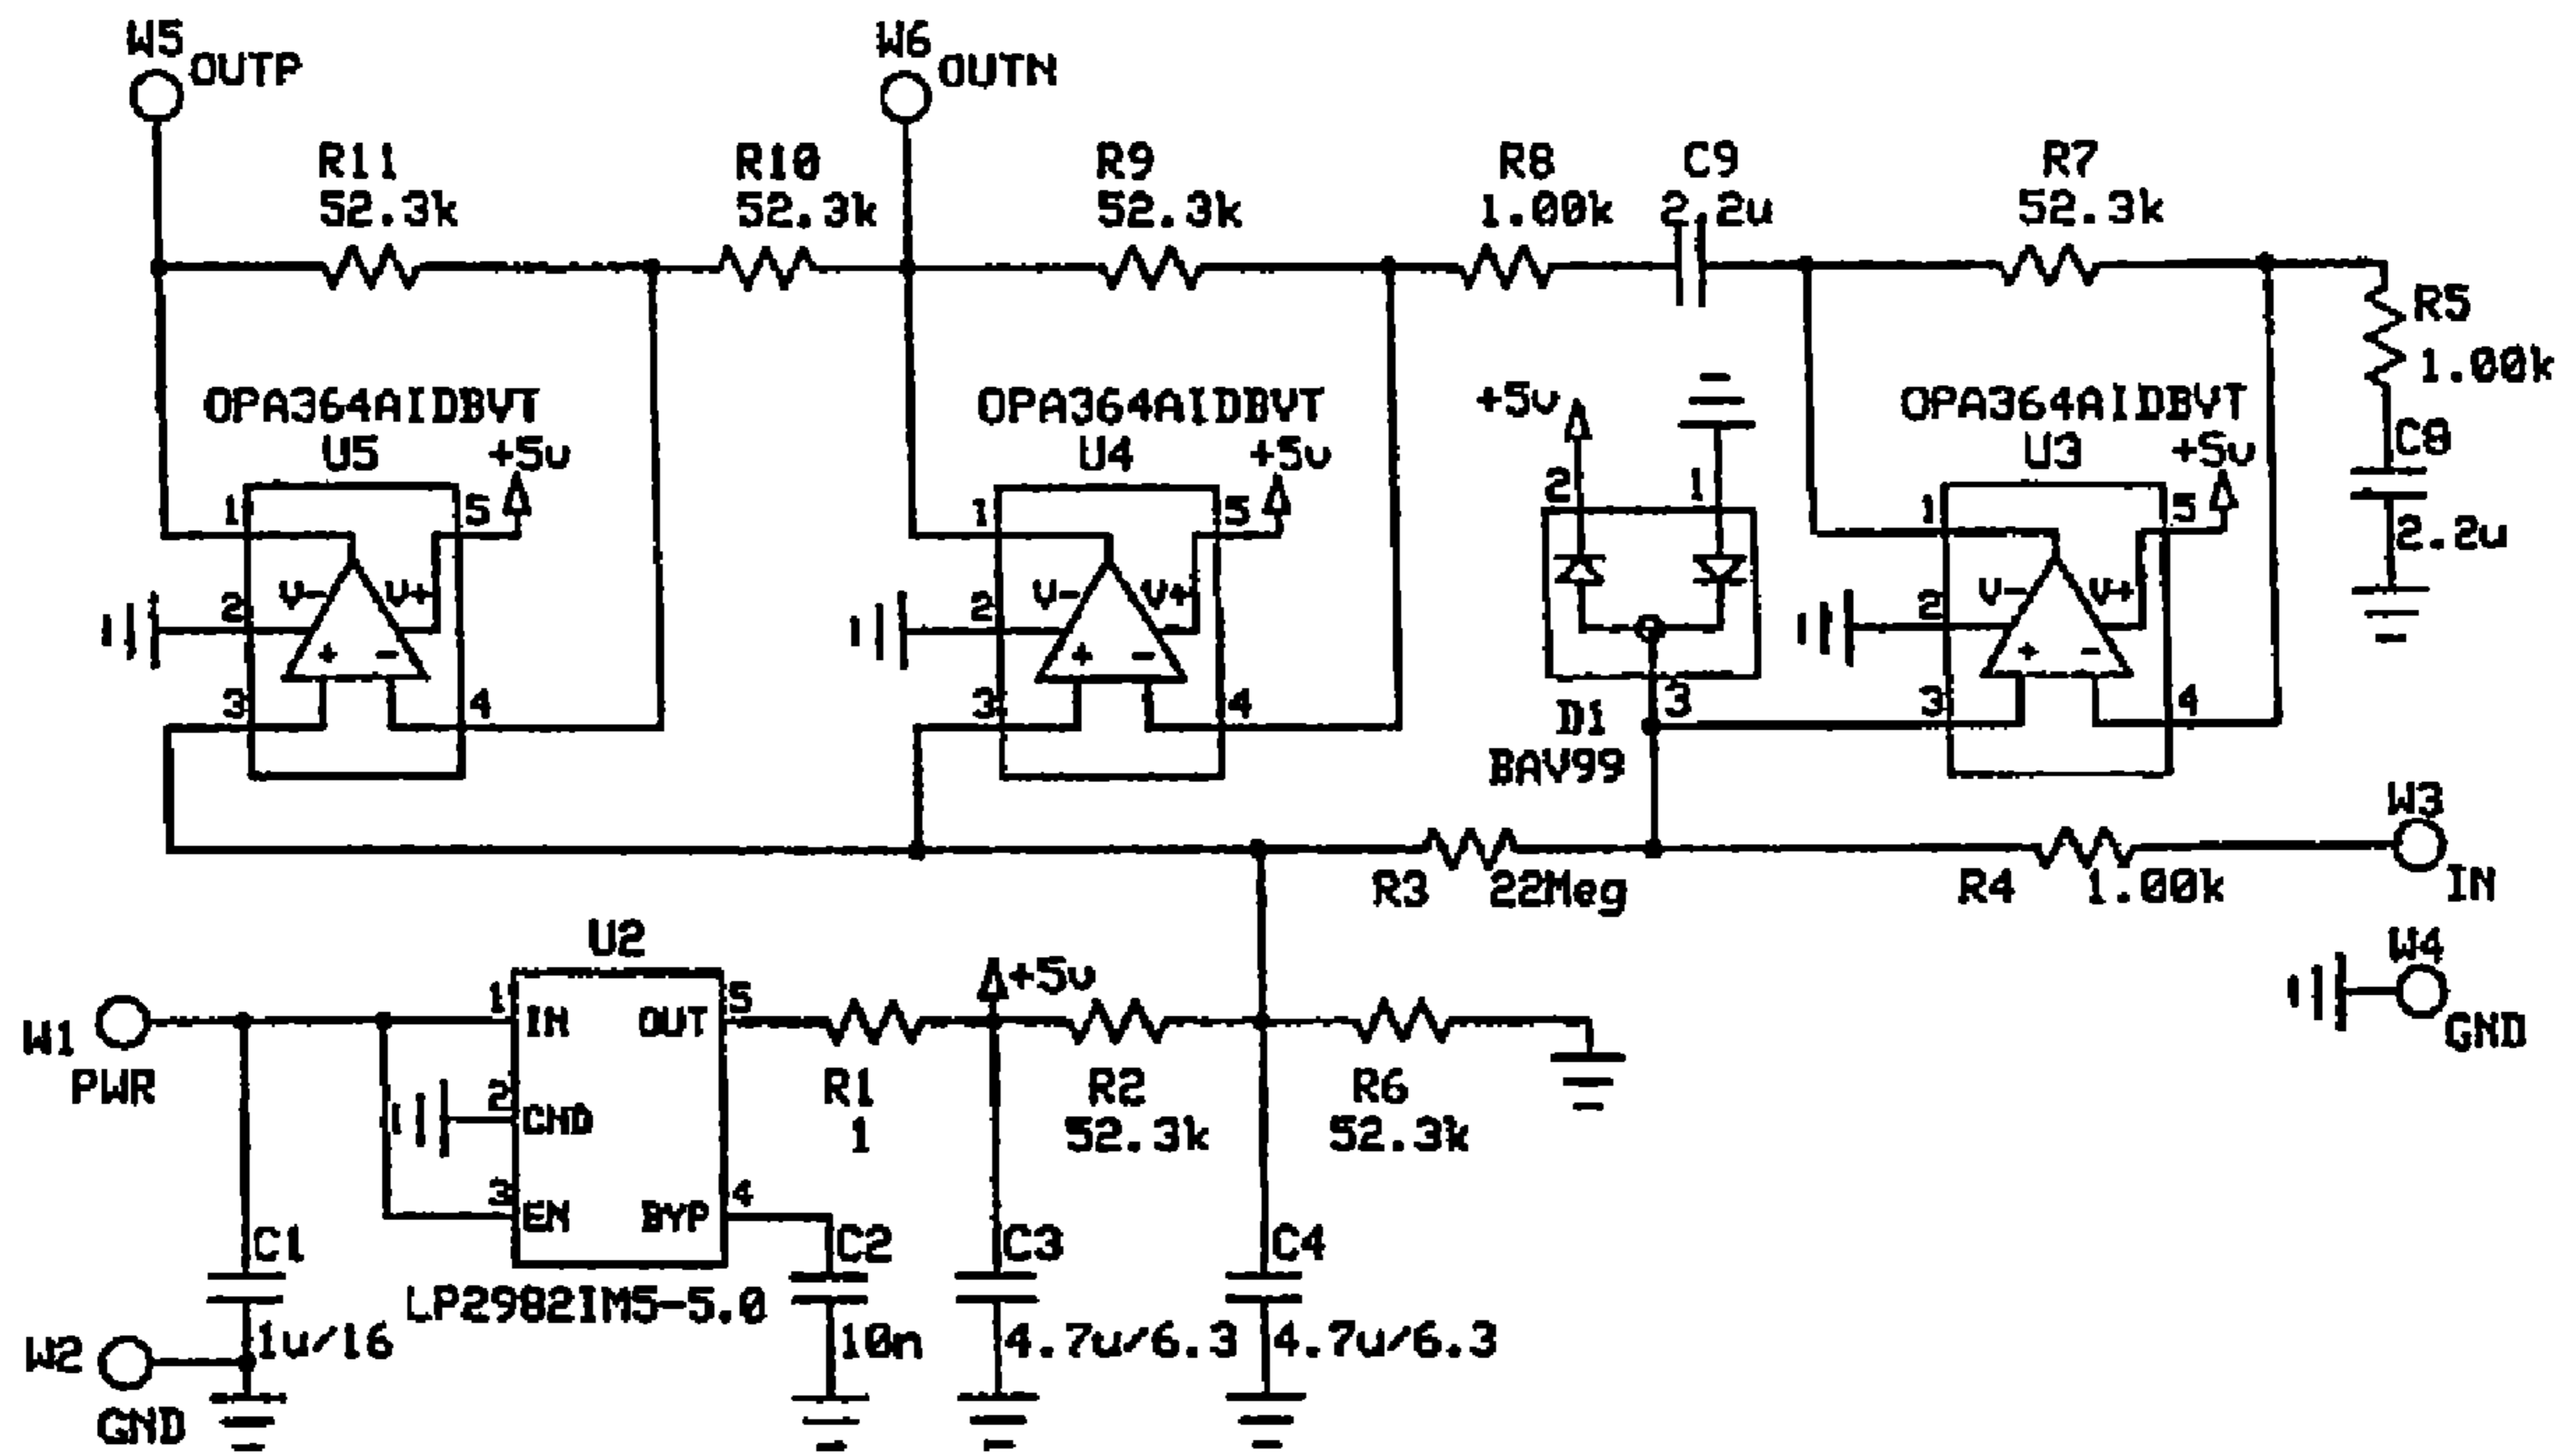 W5
OUTP
W6
OUTN
R11
52.3k
R10
52.3k
R9
52.3k
R8
1.00k
C9
2.2u
R7
52.3k
R5
1.00k
C8
2.2u
OPA364AIDBVT
U5
+5v
1
5
V-
V+
2
+
-
3
4
OPA364AIDBVT
U4
+5v
1
5
V-
V+
2
+
-
3
4
+5v
2
1
3
D1
BAV99
OPA364AIDBVT
U3
+5v
1
5
V-
V+
2
+
-
3
4
R3
22Meg
R4
1.00k
W3
IN
W4
GND
W1
PWR
U2
1
IN
OUT
5
2
GND
3
EN
BYP
4
LP2982IM5-5.0
R1
1
+5v
R2
52.3k
R6
52.3k
C1
1u/16
C2
10n
C3
4.7u/6.3
C4
4.7u/6.3
W2
GND